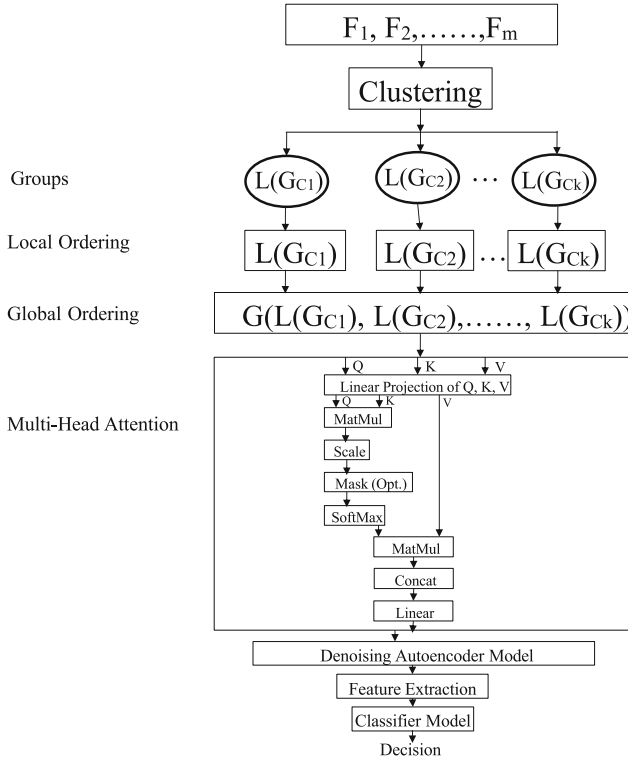 F1, F2,……,Fm
Clustering
Groups
L(GC1) L(GC2) … L(GCk)
Local Ordering
L(GC1) L(GC2) … L(GCk)
Global Ordering
G(L(GC1), L(GC2),……, L(GCk))
Q K V
Linear Projection of Q, K, V
Q K V
Multi-Head Attention
MatMul
Scale
Mask (Opt.)
SoftMax
MatMul
Concat
Linear
Denoising Autoencoder Model
Feature Extraction
Classifier Model
Decision